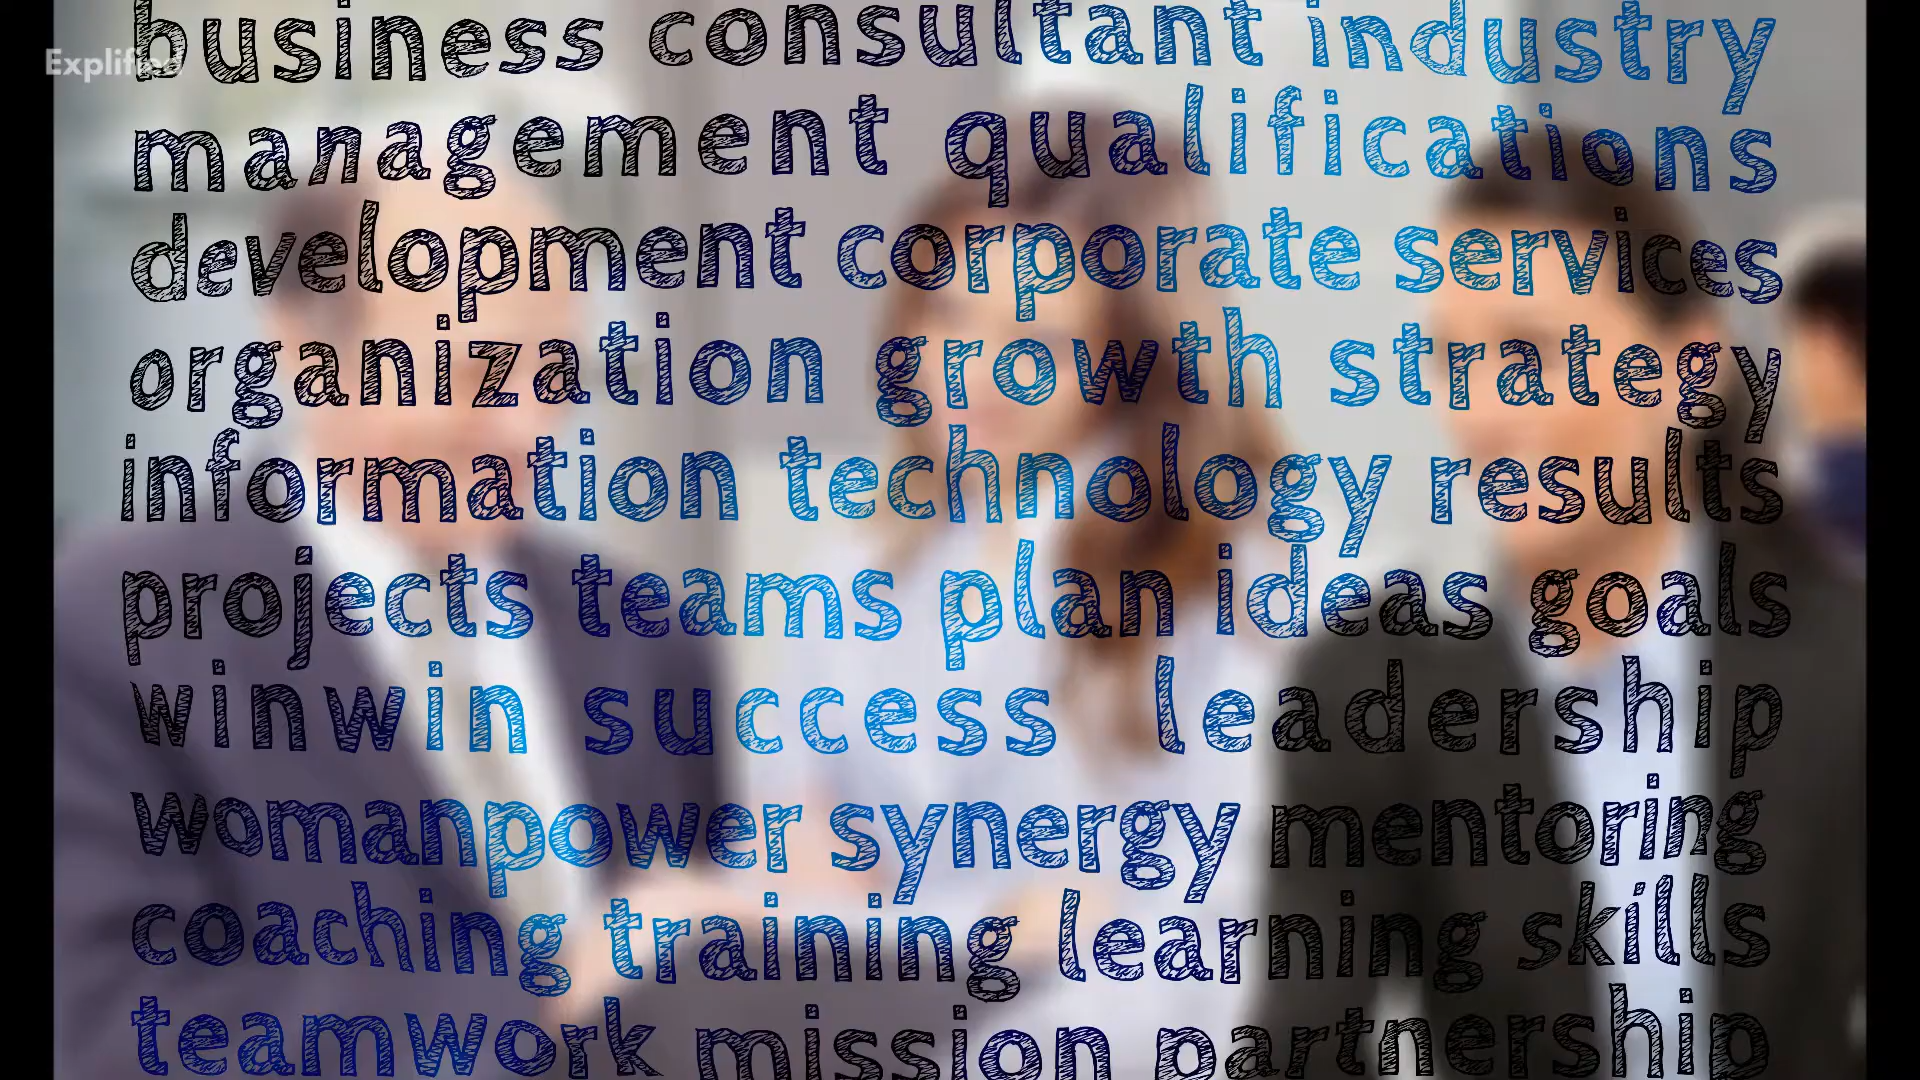 business consultant industry
Explified
management qualifications
development corporate services
organization growth strategy
information technology results
projects teams plan ideas goals
winwin success leadership
womanpower synergy mentoring
coaching training learning skills
teamwork mission partnership